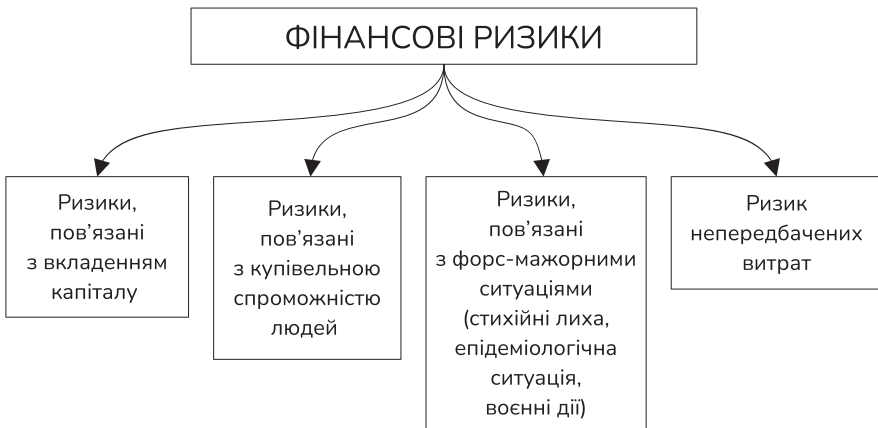 ФІНАНСОВІ РИЗИКИ
Ризики,
пов’язані
з вкладенням
капіталу
Ризики,
пов’язані
з купівельною
спроможністю
людей
Ризики,
пов’язані
з форс-мажорними
ситуаціями
(стихійні лиха,
епідеміологічна
ситуація,
воєнні дії)
Ризик
непередбачених
витрат